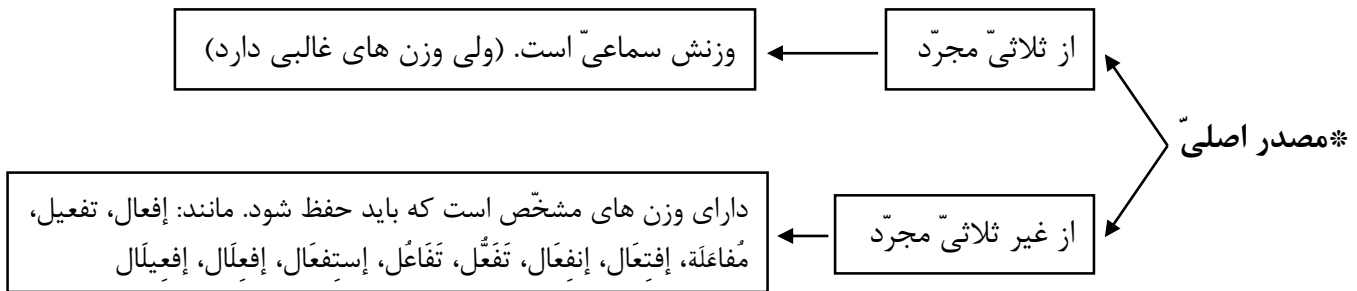 *مصدر اصلیّ
از ثلاثیّ مجرّد
وزنش سماعیّ است. (ولی وزن های غالبی دارد)
از غیر ثلاثیّ مجرّد
دارای وزن های مشخّص است که باید حفظ شود. مانند: إفعال، تفعیل،
مُفاعَلَة، إفتِعَال، إنفِعَال، تَفَعُّل، تَفَاعُل، إستِفعَال، إفعِلَال، إفعِیلَال